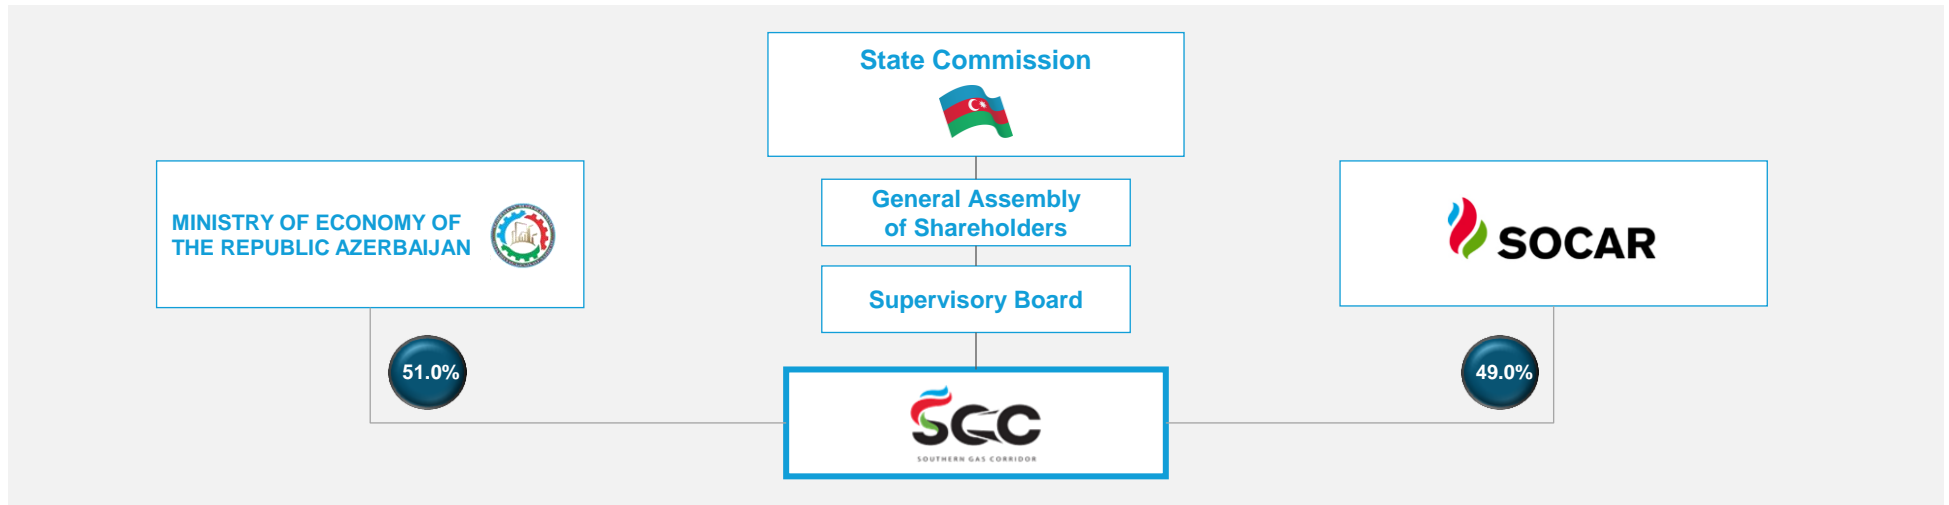 State Commission
General Assembly
of Shareholders
Supervisory Board
MINISTRY OF ECONOMY OF
THE REPUBLIC AZERBAIJAN
SOCAR
51.0%
49.0%
SGC
SOUTHERN GAS CORRIDOR